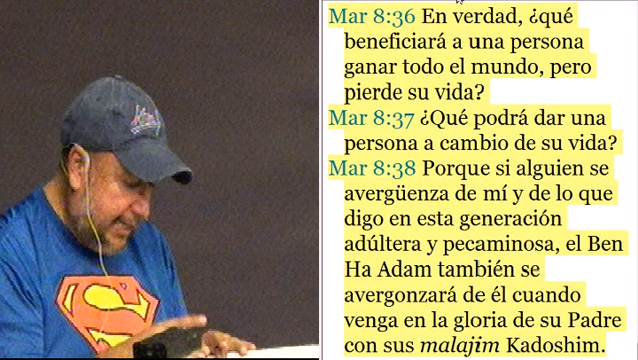 Mar 8:36 En verdad, ¿qué
beneficiará a una persona
ganar todo el mundo, pero
pierde su vida?
Mar 8:37 ¿Qué podrá dar una
persona a cambio de su vida?
Mar 8:38 Porque si alguien se
avergüenza de mí y de lo que
digo en esta generación
adúltera y pecaminosa, el Ben
Ha Adam también se
avergonzará de él cuando
venga en la gloria de su Padre
con sus malajim Kadoshim.